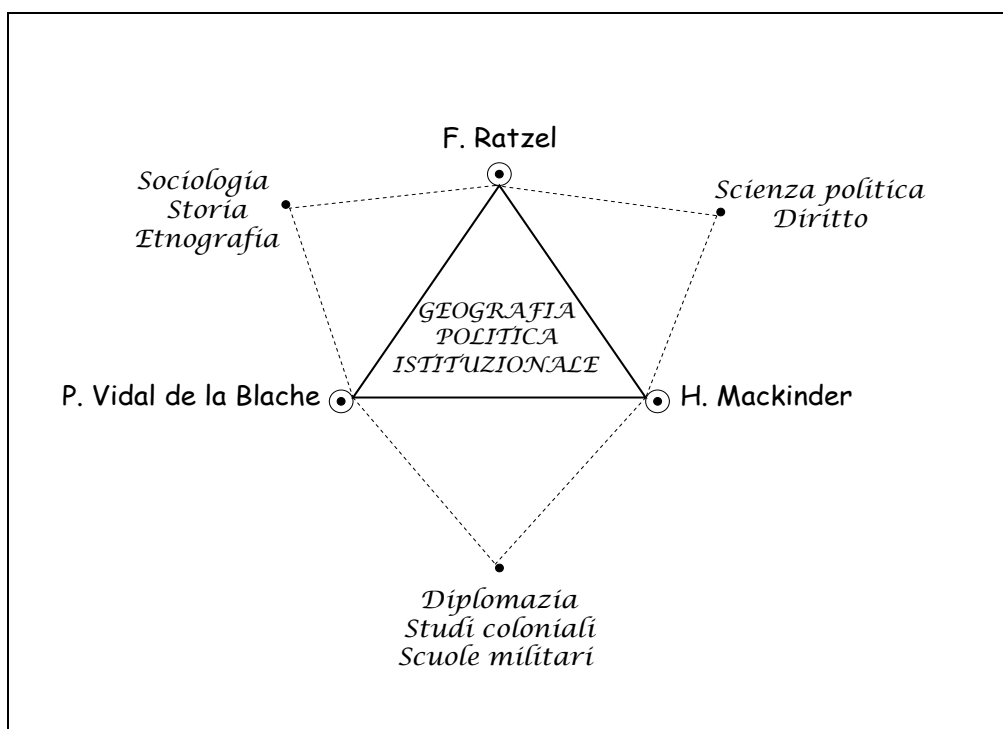 F. Ratzel
Sociologia
Storia
Etnografia
Scienza politica
Diritto
GEOGRAFIA
POLITICA
ISTITUZIONALE
P. Vidal de la Blache
H. Mackinder
Diplomazia
Studi coloniali
Scuole militari